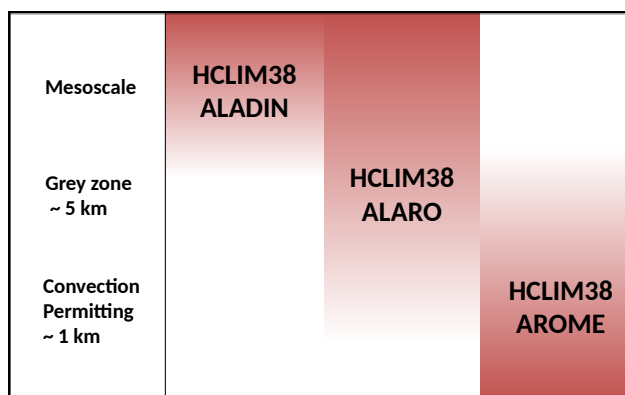 Mesoscale
HCLIM38
ALADIN
Grey zone
~ 5 km
HCLIM38
ALARO
Convection
Permitting
~ 1 km
HCLIM38
AROME